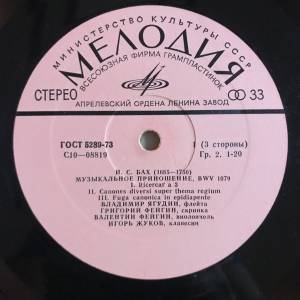 МИНИСТЕРСТВО КУЛЬТУРЫ СССР
МЕЛОДИЯ
ВСЕСОЮЗНАЯ ФИРМА ГРАМПЛАСТИНОК
СТЕРЕО
33
АПРЕЛЕВСКИЙ ОРДЕНА ЛЕНИНА ЗАВОД
ГОСТ 5289-73
1 (3 стороны)
С10—08819
Гр. 2. 1-20
И. С. БАХ (1685—1750)
МУЗЫКАЛЬНОЕ ПРИНОШЕНИЕ, BWV 1079
I. Ricercar a 3
II. Canones diversi super thema regium
III. Fuga canonica in epidiapente
ВЛАДИМИР ЯГУДИН, флейта
ГРИГОРИЙ ФЕЙГИН, скрипка
ВАЛЕНТИН ФЕЙГИН, виолончель
ИГОРЬ ЖУКОВ, клавесин